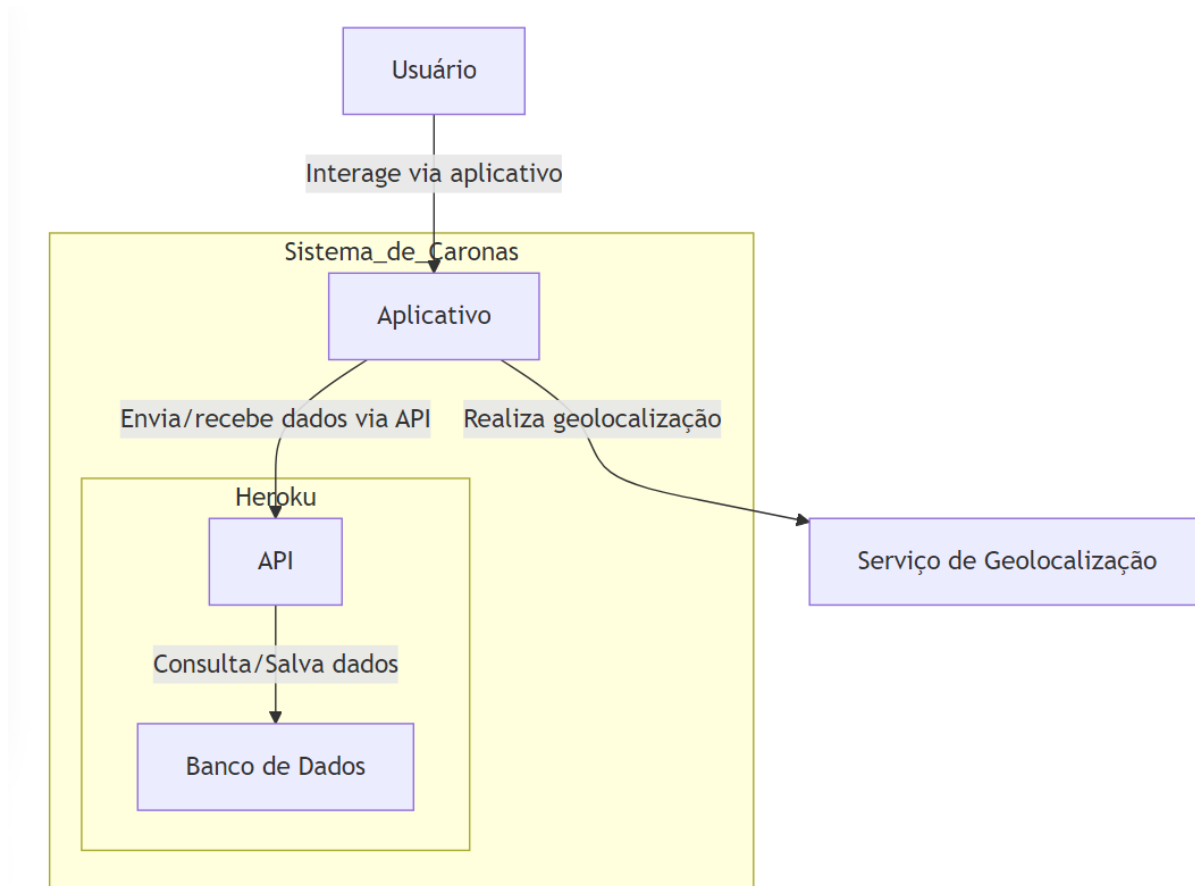 Usuário
Interage via aplicativo
Sistema_de_Caronas
Aplicativo
Envia/recebe dados via API
Realiza geolocalização
Heroku
API
Serviço de Geolocalização
Consulta/Salva dados
Banco de Dados